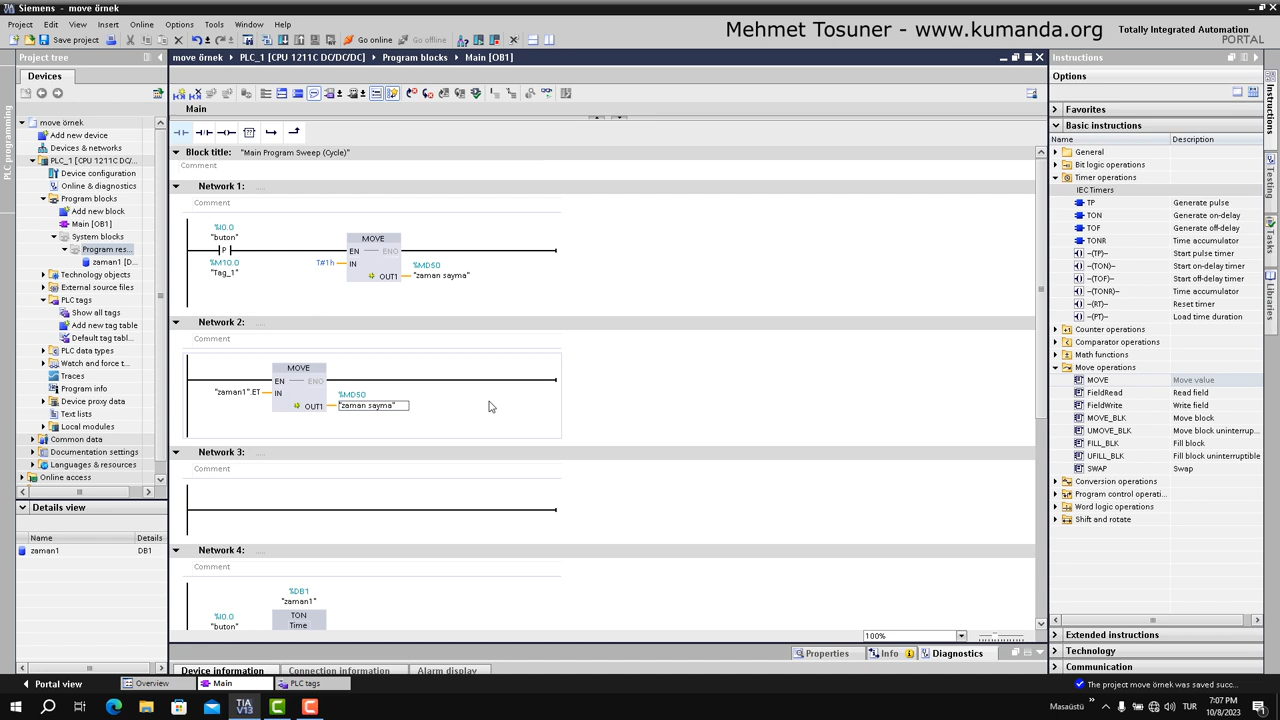 Siemens - move örnek
Project Edit View Insert Online Options Tools Window Help
Mehmet Tosuner - www.kumanda.org
Totally Integrated Automation
PORTAL
Save project
Go online
Go offline
Project tree
move örnek PLC_1 [CPU 1211C DC/DC/DC] Program blocks Main [OB1]
Instructions
Devices
Options
PLC programming
Main
Favorites
Basic instructions
Name Description
move örnek
Add new device
Devices & networks
PLC_1 [CPU 1211C DC/...
Device configuration
Online & diagnostics
Program blocks
Add new block
Main [OB1]
System blocks
Program res...
zaman1 [D...
Technology objects
External source files
PLC tags
Show all tags
Add new tag table
Default tag tabl...
PLC data types
Watch and force t...
Traces
Program info
Device proxy data
Text lists
Local modules
Common data
Documentation settings
Languages & resources
Online access
Details view
Name Details
zaman1 DB1
Block title: "Main Program Sweep (Cycle)"
Comment
Network 1: .....
Comment
%I0.0
"buton"
P
%M10.0
"Tag_1"
MOVE
EN ENO
T#1h IN
OUT1
%MD50
"zaman sayma"
Network 2: .....
Comment
MOVE
EN ENO
"zaman1".ET IN
OUT1
%MD50
"zaman sayma"
Network 3: .....
Comment
Network 4: .....
Comment
%DB1
"zaman1"
TON
Time
%I0.0
"buton"
100%
General
Bit logic operations
Timer operations
IEC Timers
TP Generate pulse
TON Generate on-delay
TOF Generate off-delay
TONR Time accumulator
–(TP)– Start pulse timer
–(TON)– Start on-delay timer
–(TOF)– Start off-delay timer
–(TONR)– Time accumulator
–(RT)– Reset timer
–(PT)– Load time duration
Counter operations
Comparator operations
Math functions
Move operations
MOVE Move value
FieldRead Read field
FieldWrite Write field
MOVE_BLK Move block
UMOVE_BLK Move block uninterrup...
FILL_BLK Fill block
UFILL_BLK Fill block uninterruptible
SWAP Swap
Conversion operations
Program control operati...
Word logic operations
Shift and rotate
Extended instructions
Technology
Communication
Instructions
Testing
Tasks
Libraries
Properties Info Diagnostics
Device information Connection information Alarm display
Portal view Overview Main PLC tags
The project move örnek was saved succ...
TIA
V13
Masaüstü
TUR
7:07 PM
10/8/2023